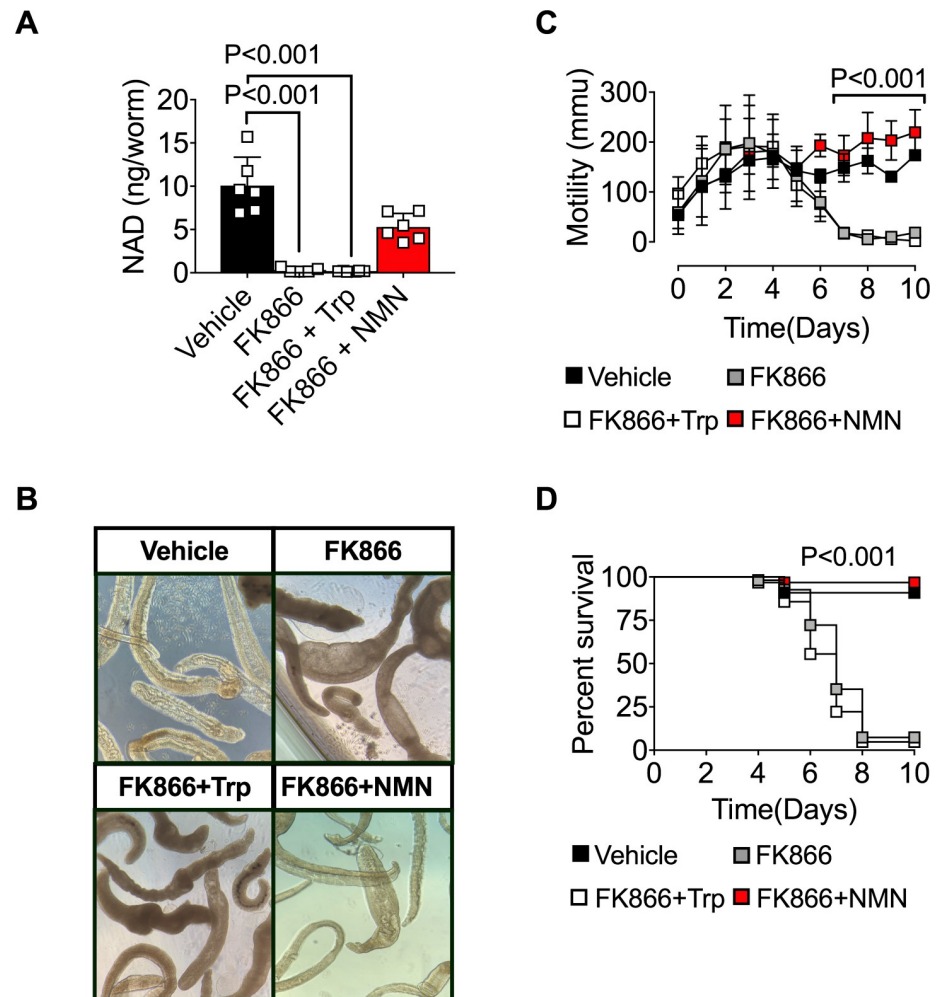 A
P<0.001
P<0.001
NAD (ng/worm)
20
15
10
5
0
Vehicle
FK866
FK866 + Trp
FK866 + NMN
C
P<0.001
Motility (mmu)
300
200
100
0
0 2 4 6 8 10
Time(Days)
Vehicle FK866
FK866+Trp FK866+NMN
B
Vehicle FK866
FK866+Trp FK866+NMN
D
P<0.001
Percent survival
100
75
50
25
0
0 2 4 6 8 10
Time(Days)
Vehicle FK866
FK866+Trp FK866+NMN